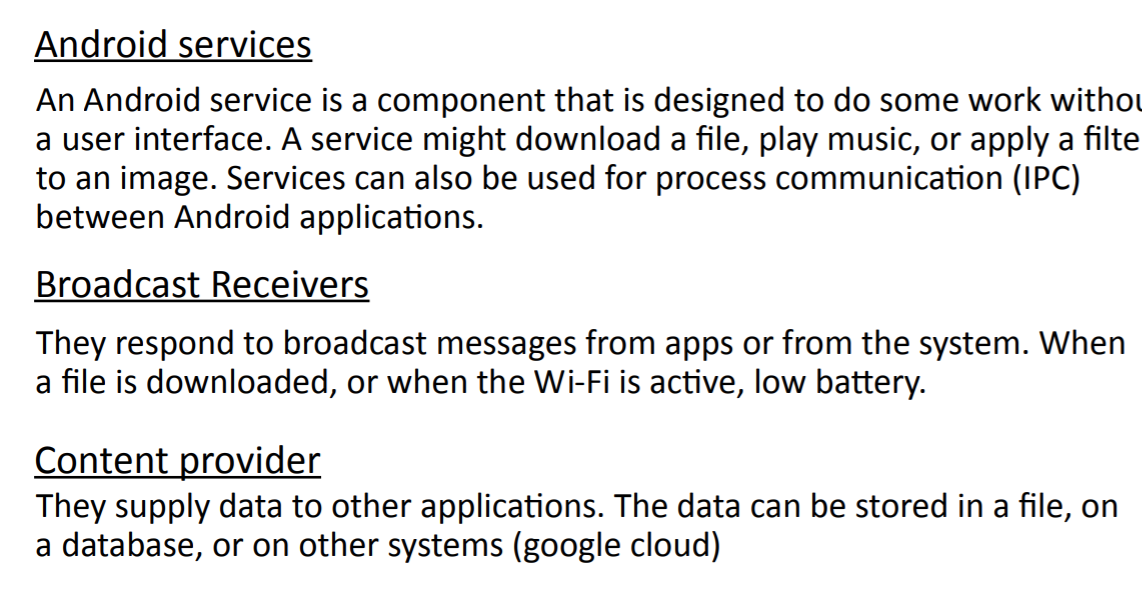 Android services
An Android service is a component that is designed to do some work withou
a user interface. A service might download a file, play music, or apply a filte
to an image. Services can also be used for process communication (IPC)
between Android applications.
Broadcast Receivers
They respond to broadcast messages from apps or from the system. When
a file is downloaded, or when the Wi-Fi is active, low battery.
Content provider
They supply data to other applications. The data can be stored in a file, on
a database, or on other systems (google cloud)